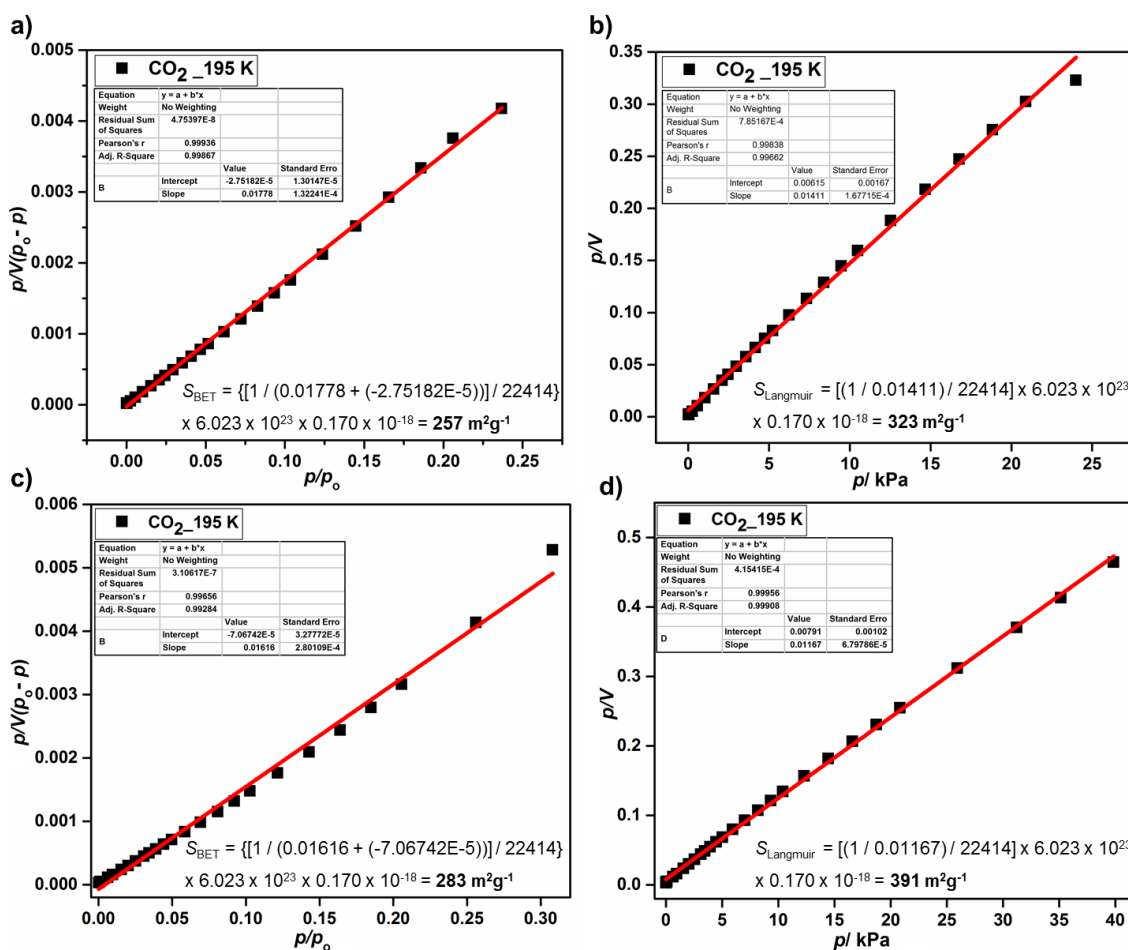 a)
CO2 _195 K
Equation y = a + b*x
Weight No Weighting
Residual Sum of Squares 4.75397E-8
Pearson's r 0.99936
Adj. R-Square 0.99867
Value Standard Erro
B Intercept -2.75182E-5 1.30147E-5
Slope 0.01778 1.32241E-4
0.005
0.004
0.003
0.002
0.001
0.000
p/V(po- p)
SBET = {[1 / (0.01778 + (-2.75182E-5))] / 22414}
x 6.023 x 10^23 x 0.170 x 10^-18 = 257 m²g-1
0.00 0.05 0.10 0.15 0.20 0.25
p/po
b)
CO2 _195 K
Equation y = a + b*x
Weight No Weighting
Residual Sum of Squares 7.85167E-4
Pearson's r 0.99838
Adj. R-Square 0.99662
Value Standard Error
B Intercept 0.00615 0.00167
Slope 0.01411 1.67715E-4
0.35
0.30
0.25
0.20
0.15
0.10
0.05
0.00
p/V
SLangmuir = [(1 / 0.01411) / 22414] x 6.023 x 10^23
x 0.170 x 10^-18 = 323 m²g-1
0 5 10 15 20 25
p/ kPa
c)
CO2_195 K
Equation y = a + b*x
Weight No Weighting
Residual Sum of Squares 3.10617E-7
Pearson's r 0.99656
Adj. R-Square 0.99284
Value Standard Erro
B Intercept -7.06742E-5 3.27772E-5
Slope 0.01616 2.80109E-4
0.006
0.005
0.004
0.003
0.002
0.001
0.000
p/V(po- p)
SBET = {[1 / (0.01616 + (-7.06742E-5))] / 22414}
x 6.023 x 10^23 x 0.170 x 10^-18 = 283 m²g-1
0.00 0.05 0.10 0.15 0.20 0.25 0.30
p/po
d)
CO2_195 K
Equation y = a + b*x
Weight No Weighting
Residual Sum of Squares 4.15415E-4
Pearson's r 0.99956
Adj. R-Square 0.99908
Value Standard Erro
D Intercept 0.00791 0.00102
Slope 0.01167 6.79786E-5
0.5
0.4
0.3
0.2
0.1
0.0
p/V
SLangmuir = [(1 / 0.01167) / 22414] x 6.023 x 10^23
x 0.170 x 10^-18 = 391 m²g-1
0 5 10 15 20 25 30 35 40
p/ kPa